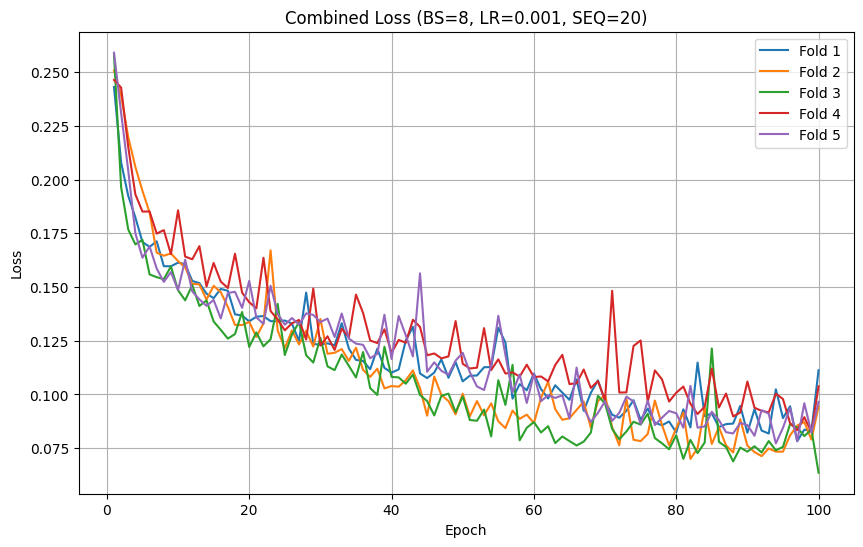 Combined Loss (BS=8, LR=0.001, SEQ=20)
Fold 1
Fold 2
Fold 3
Fold 4
Fold 5
Loss
0.250
0.225
0.200
0.175
0.150
0.125
0.100
0.075
0 20 40 60 80 100
Epoch